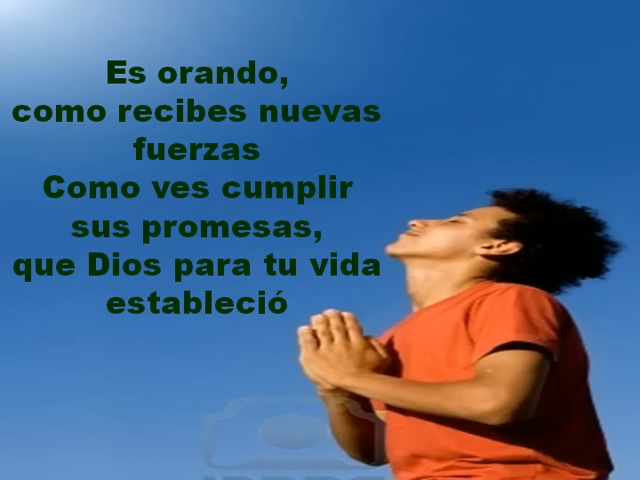 Es orando,
como recibes nuevas
fuerzas
Como ves cumplir
sus promesas,
que Dios para tu vida
estableció